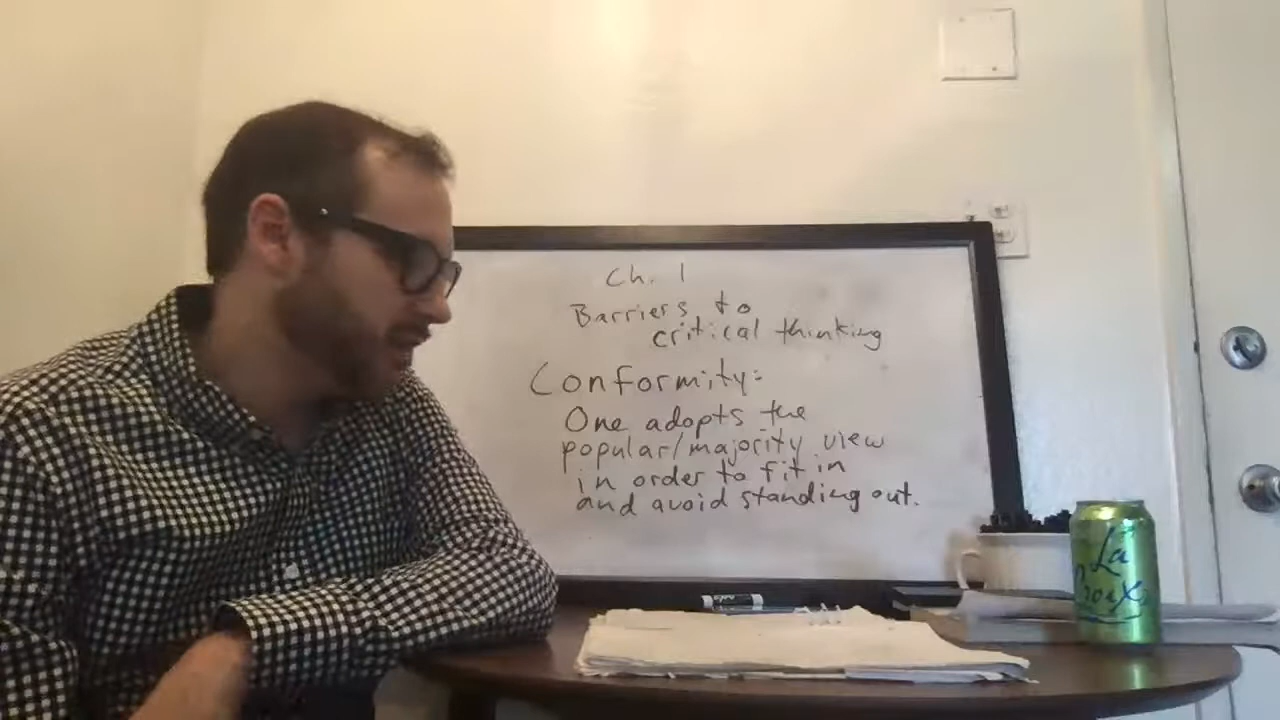 Ch. 1
Barriers to
critical thinking
Conformity:
One adopts the
popular/majority view
in order to fit in
and avoid standing out.
La
Croix